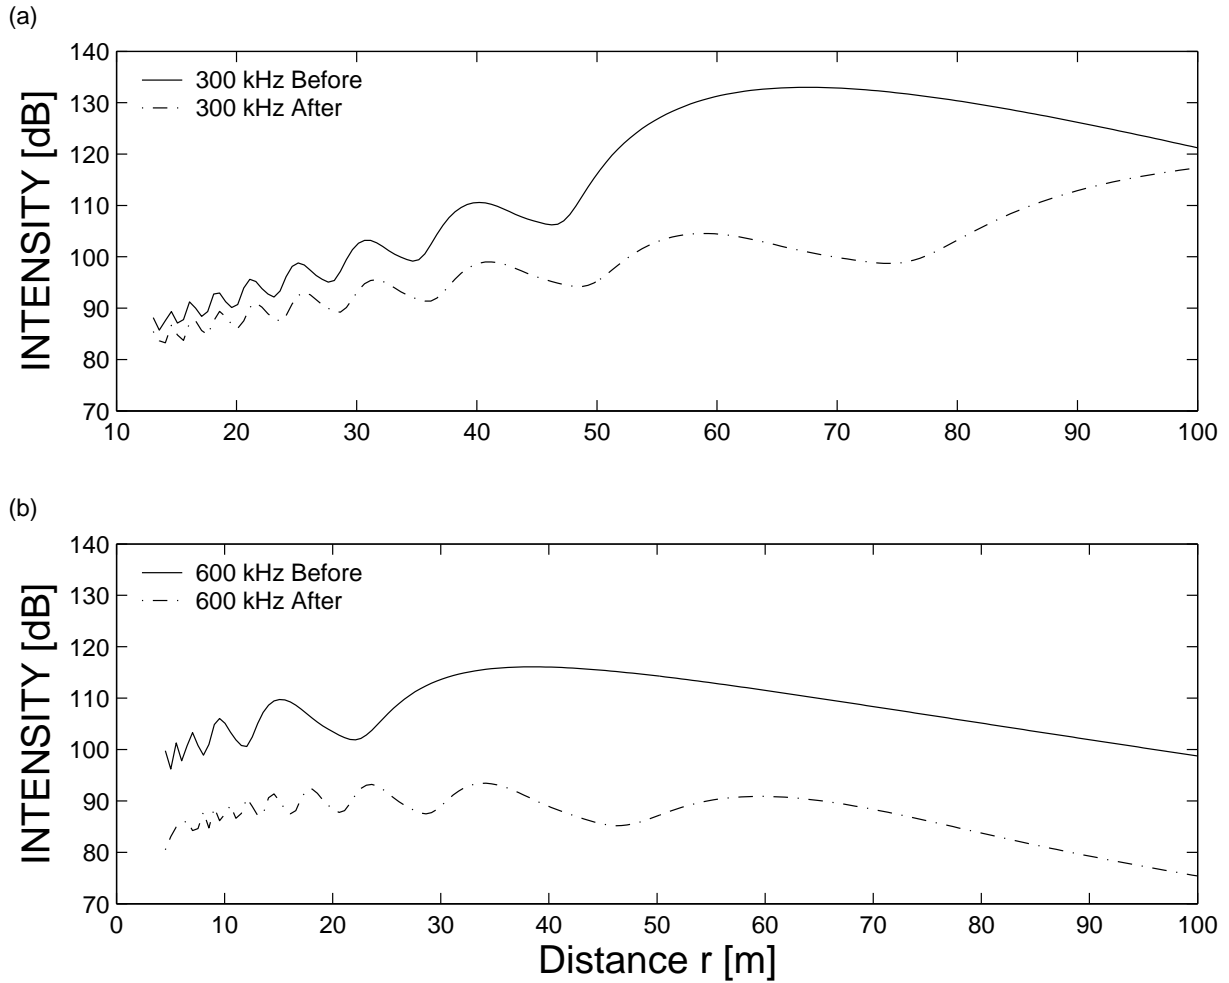 (a)
INTENSITY [dB]
140
130
120
110
100
90
80
70
300 kHz Before
300 kHz After
10 20 30 40 50 60 70 80 90 100
(b)
INTENSITY [dB]
140
130
120
110
100
90
80
70
600 kHz Before
600 kHz After
0 10 20 30 40 50 60 70 80 90 100
Distance r [m]